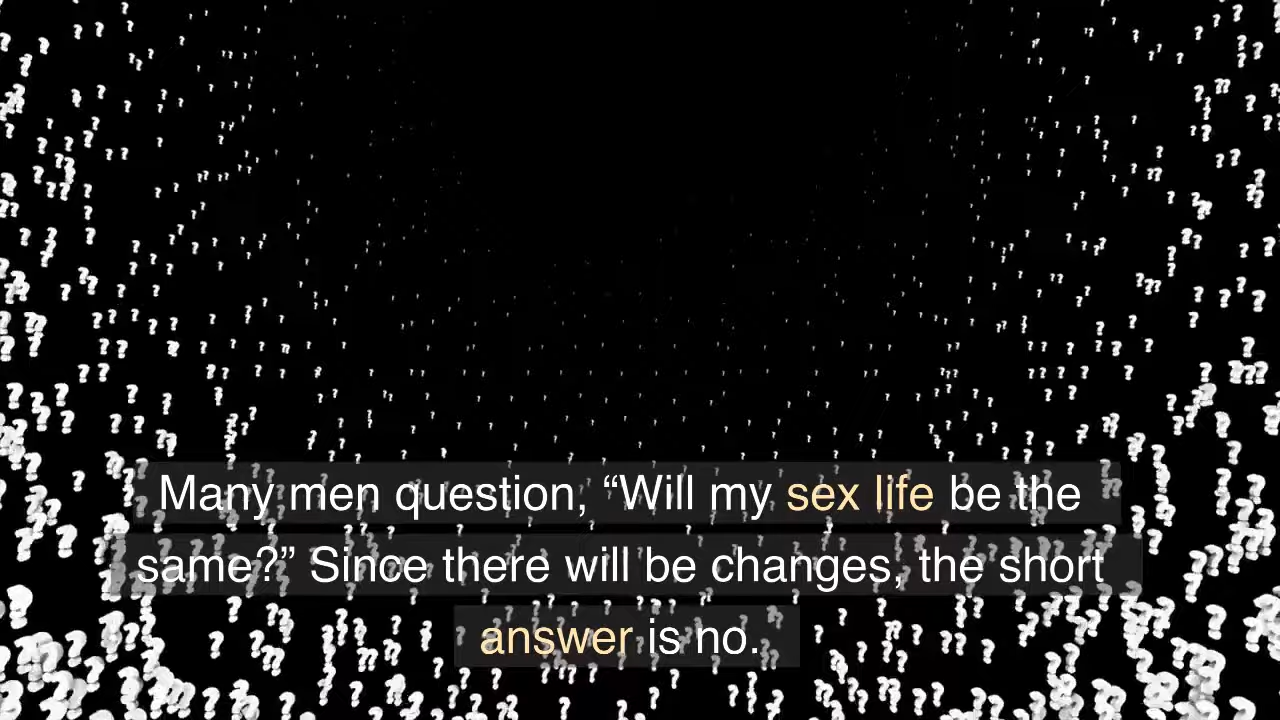 Many men question, “Will my sex life be the
same?” Since there will be changes, the short
answer is no.